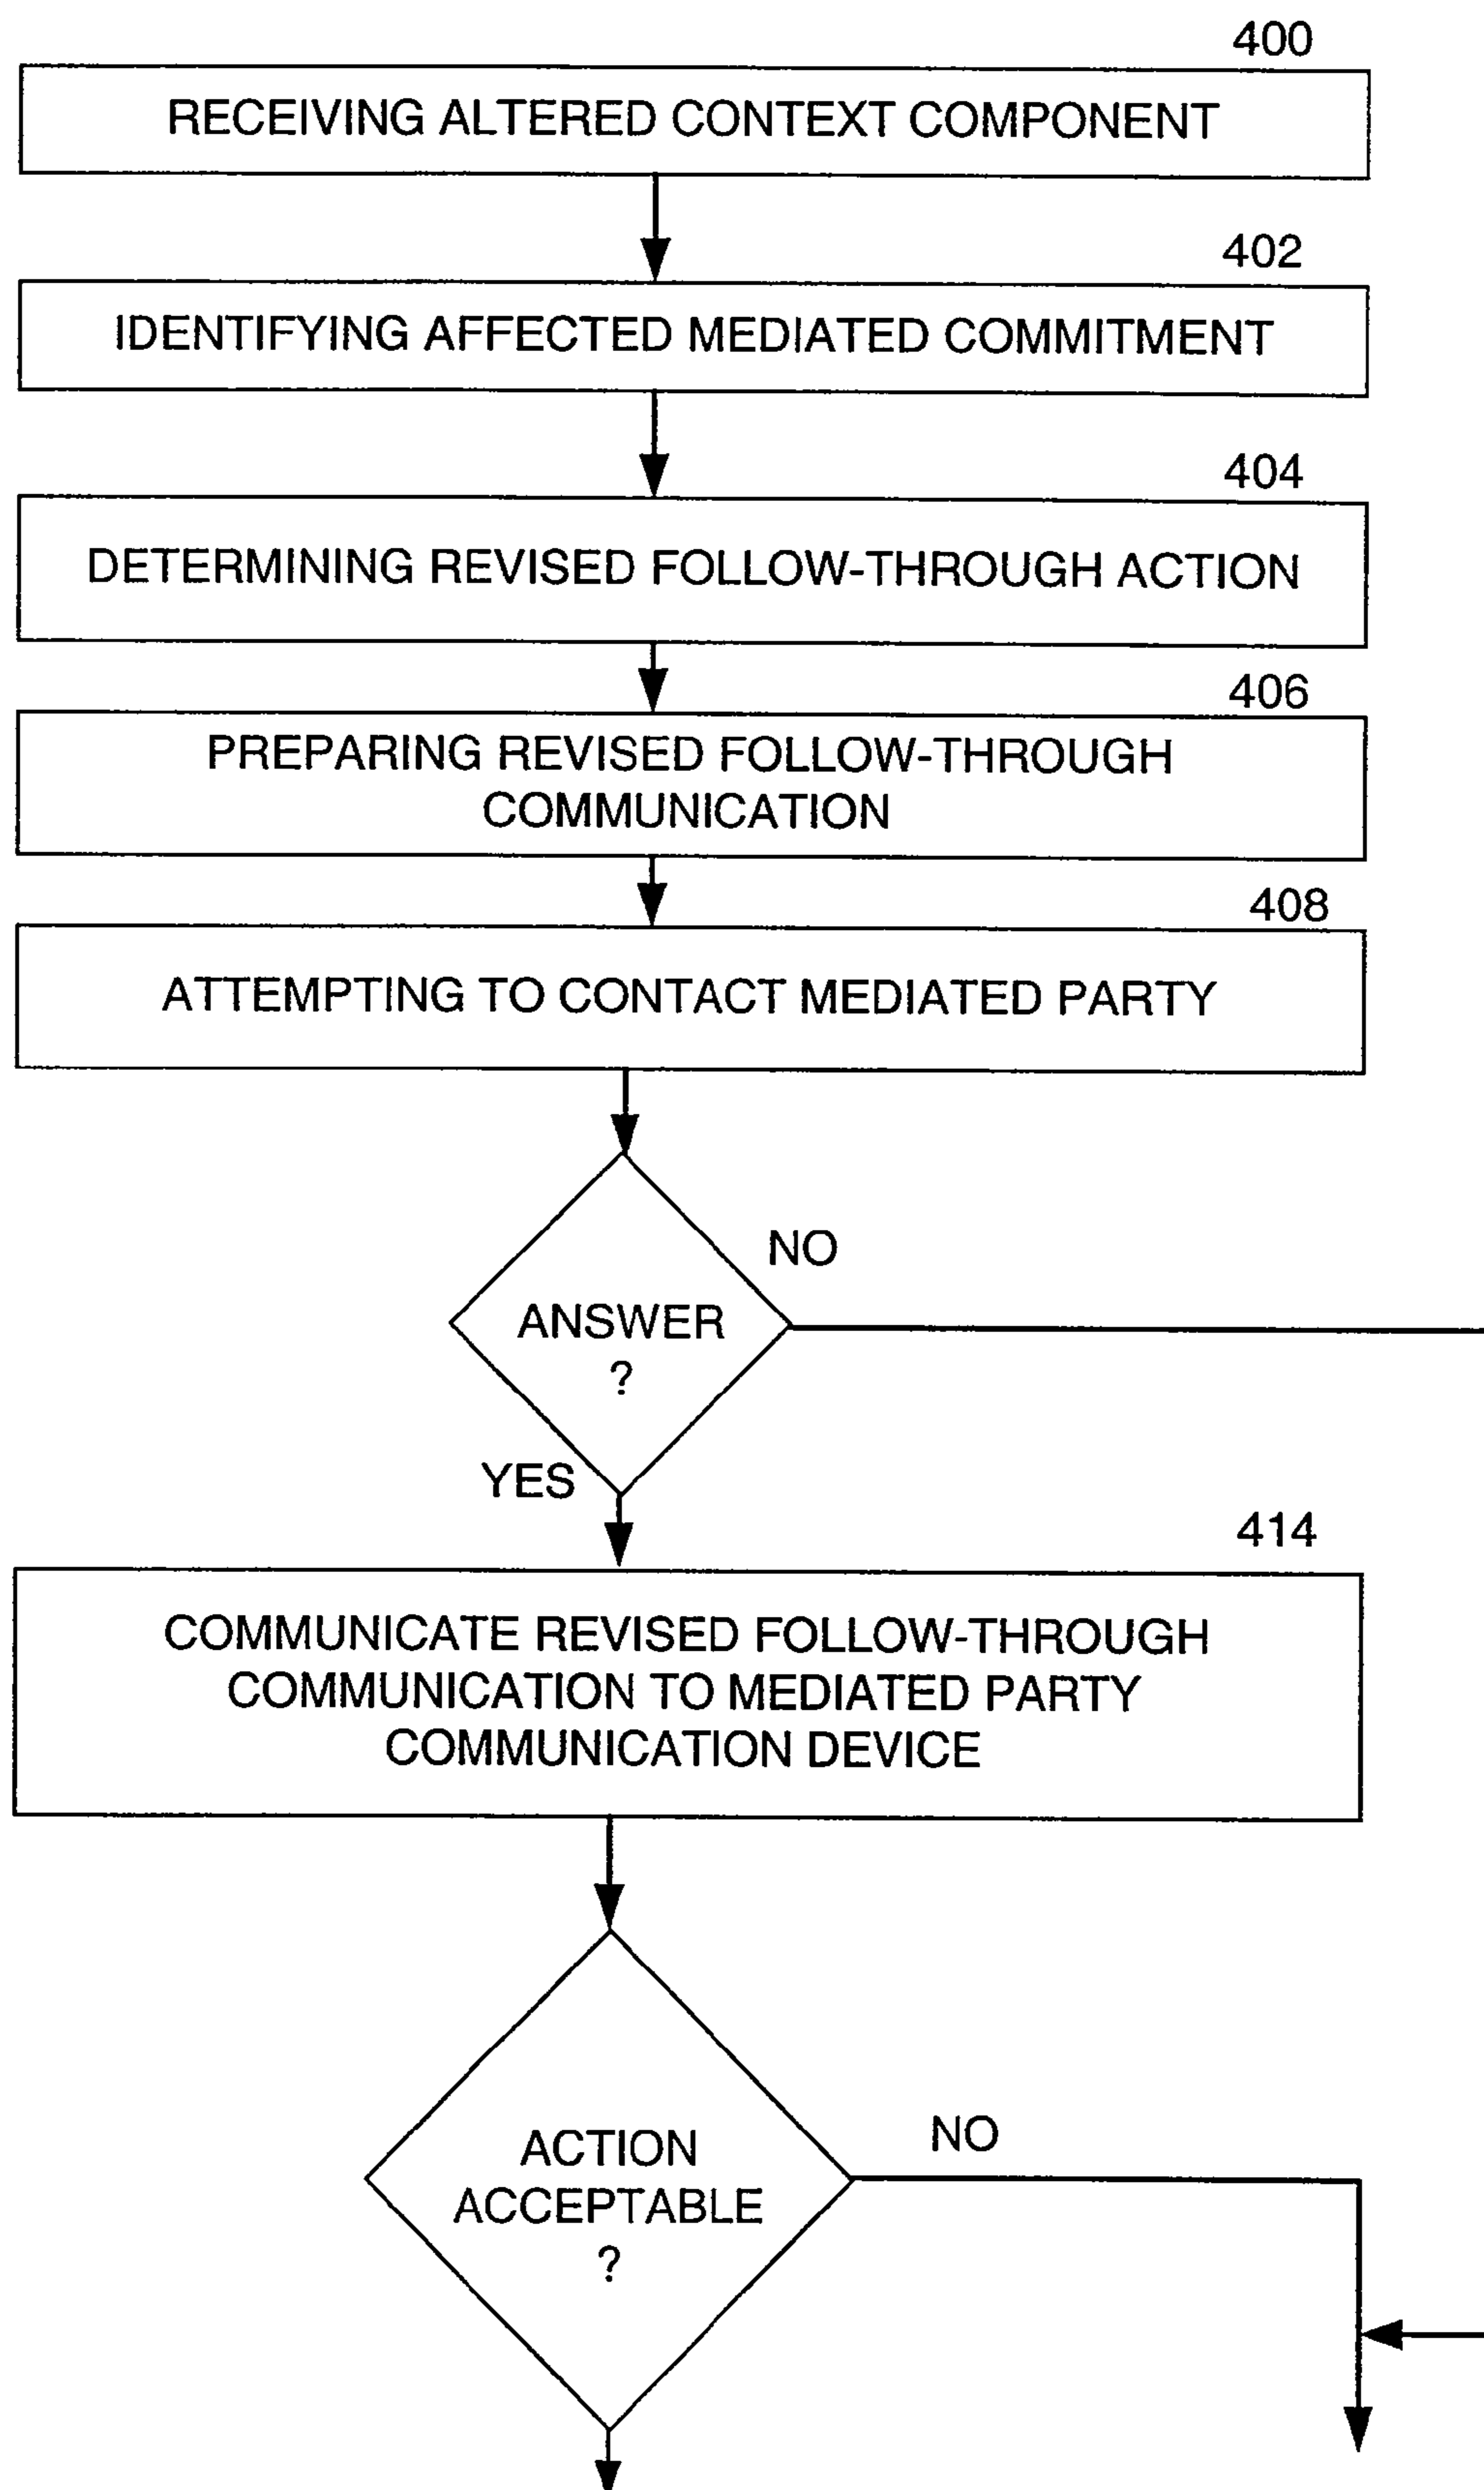 400
RECEIVING ALTERED CONTEXT COMPONENT
402
IDENTIFYING AFFECTED MEDIATED COMMITMENT
404
DETERMINING REVISED FOLLOW-THROUGH ACTION
406
PREPARING REVISED FOLLOW-THROUGH
COMMUNICATION
408
ATTEMPTING TO CONTACT MEDIATED PARTY
NO
ANSWER
?
YES
414
COMMUNICATE REVISED FOLLOW-THROUGH
COMMUNICATION TO MEDIATED PARTY
COMMUNICATION DEVICE
NO
ACTION
ACCEPTABLE
?